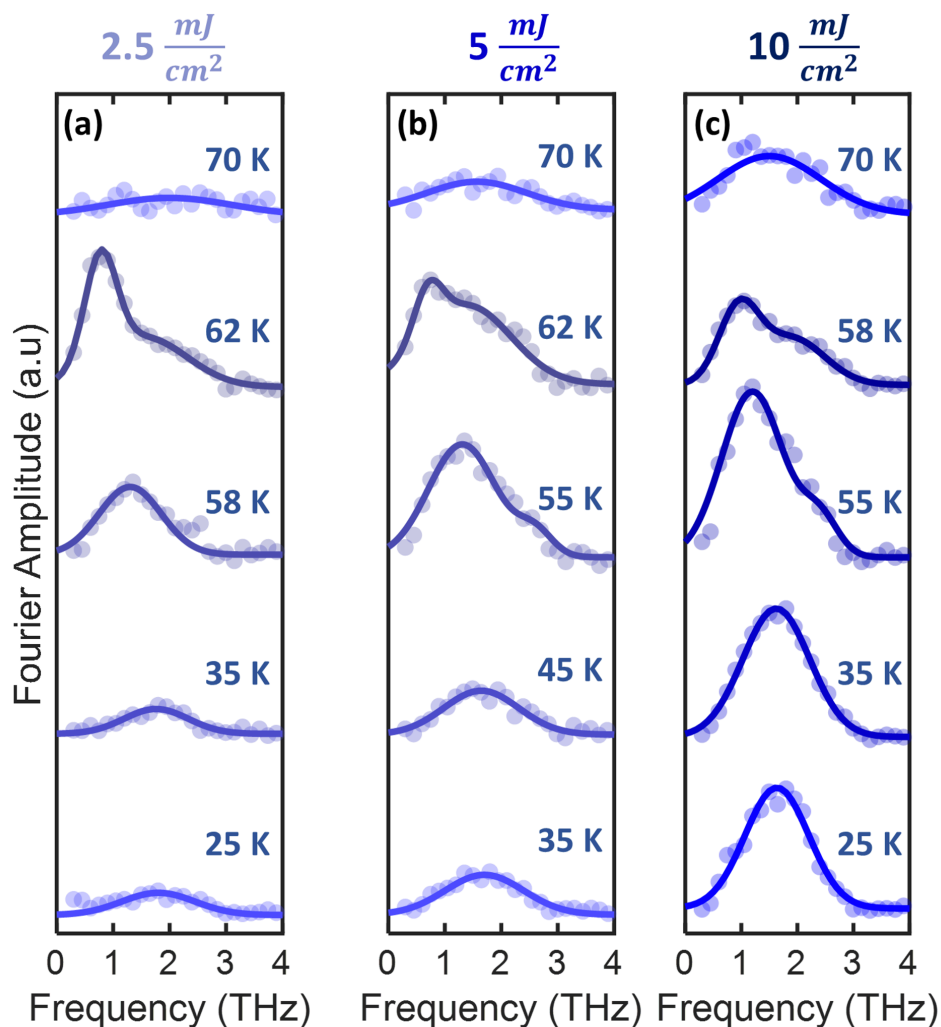 2.5 mJ/cm²
5 mJ/cm²
10 mJ/cm²
Fourier Amplitude (a.u)
(a)
70 K
62 K
58 K
35 K
25 K
0 1 2 3 4
Frequency (THz)
(b)
70 K
62 K
55 K
45 K
35 K
0 1 2 3 4
Frequency (THz)
(c)
70 K
58 K
55 K
35 K
25 K
0 1 2 3 4
Frequency (THz)